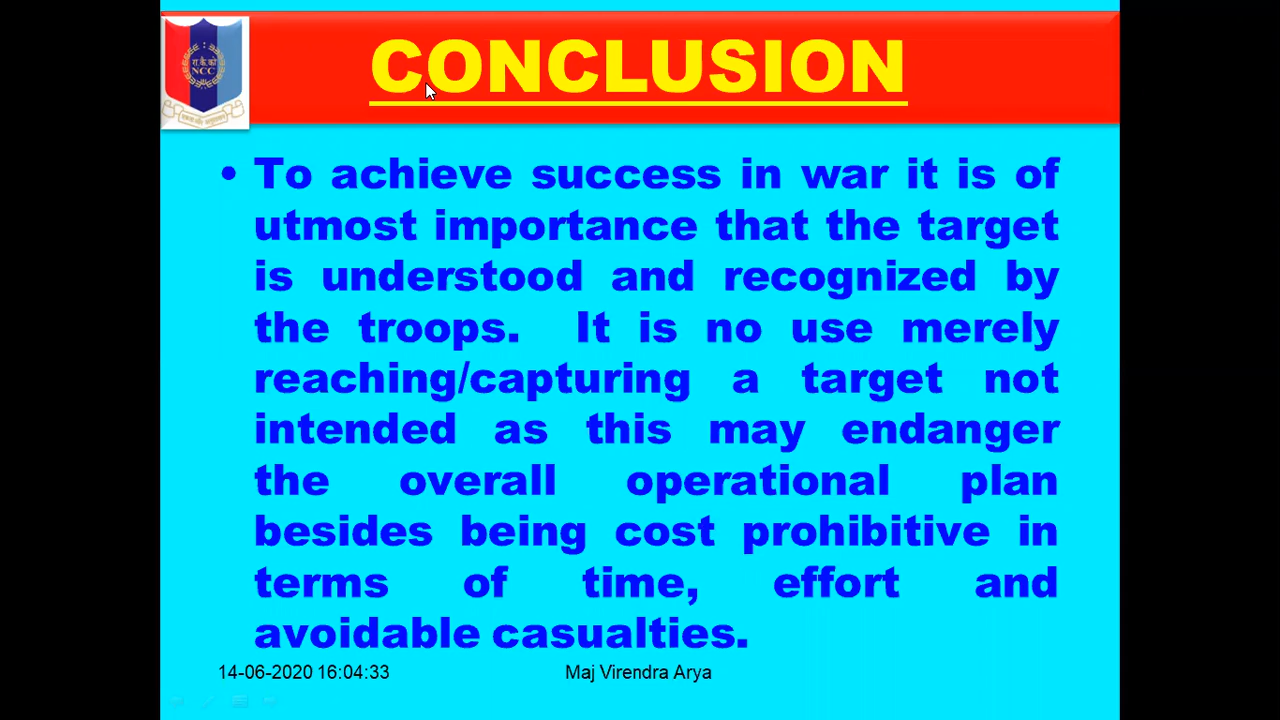 CONCLUSION
रा.कै.को
NCC
• To achieve success in war it is of
utmost importance that the target
is understood and recognized by
the troops. It is no use merely
reaching/capturing a target not
intended as this may endanger
the overall operational plan
besides being cost prohibitive in
terms of time, effort and
avoidable casualties.
14-06-2020 16:04:33 Maj Virendra Arya